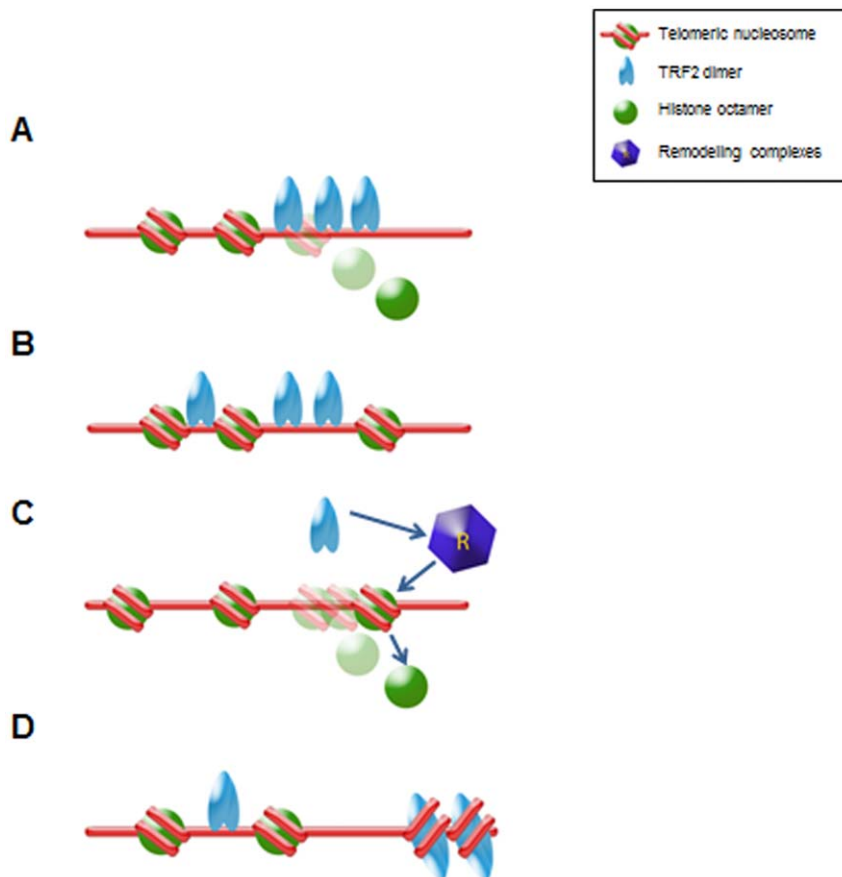 Telomeric nucleosome
TRF2 dimer
Histone octamer
R
Remodeling complexes
A
B
C
R
D